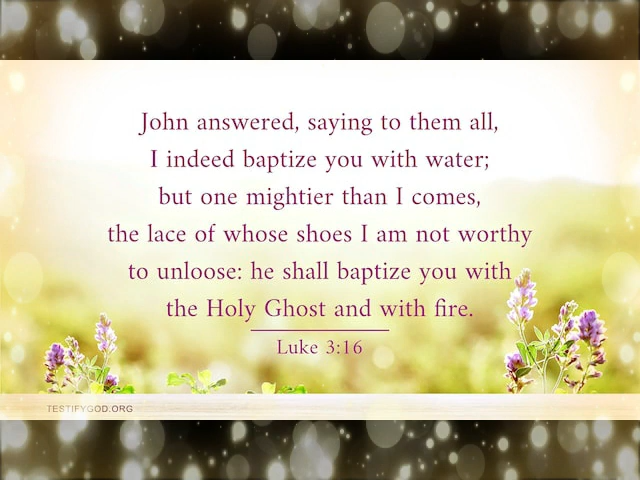 John answered, saying to them all,
I indeed baptize you with water;
but one mightier than I comes,
the lace of whose shoes I am not worthy
to unloose: he shall baptize you with
the Holy Ghost and with fire.
Luke 3:16
TESTIFYGOD.ORG